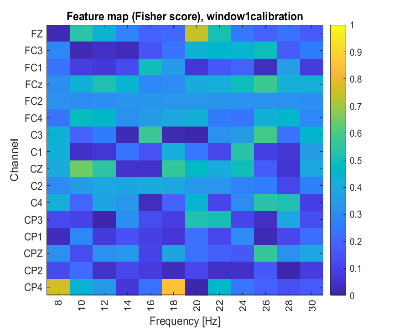 Feature map (Fisher score), window1calibration
FZ
FC3
FC1
FCz
FC2
FC4
C3
C1
CZ
C2
C4
CP3
CP1
CPZ
CP2
CP4
Channel
8 10 12 14 16 18 20 22 24 26 28 30
Frequency [Hz]
1
0.9
0.8
0.7
0.6
0.5
0.4
0.3
0.2
0.1
0